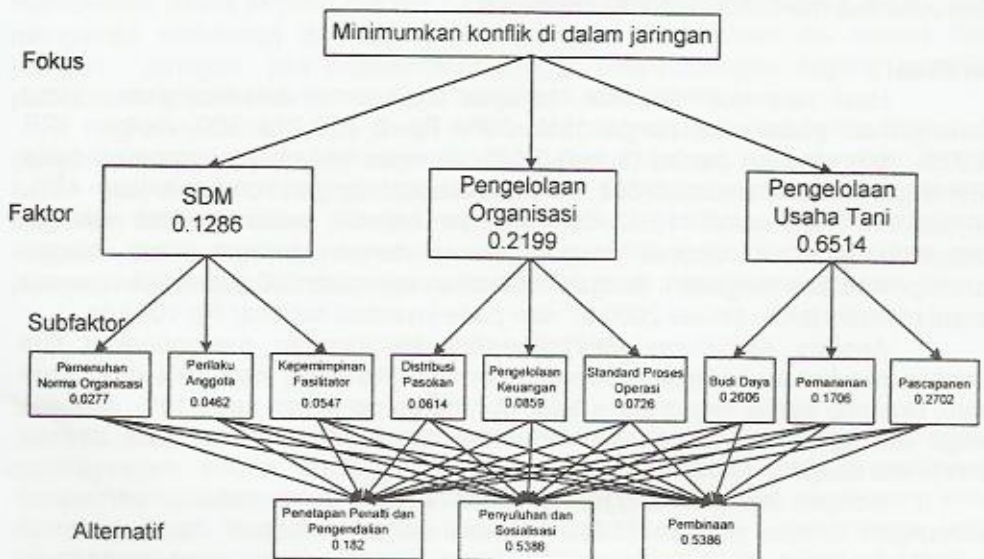 Minimumkan konflik di dalam jaringan
Fokus
SDM
0.1286
Pengelolaan
Organisasi
0.2199
Pengelolaan
Usaha Tani
0.6514
Faktor
Subfaktor
Pemenuhan
Norma Organisasi
0.0277
Perilaku
Anggota
0.0462
Kepemimpinan
Fasilitator
0.0547
Distribusi
Pasokan
0.0614
Pengelolaan
Keuangan
0.0859
Standard Proses
Operasi
0.0726
Budi Daya
0.2606
Pemanenan
0.1706
Pascapanen
0.2702
Alternatif
Penetapan Penalti dan
Pengendalian
0.182
Penyuluhan dan
Sosialisasi
0.5386
Pembinaan
0.5386